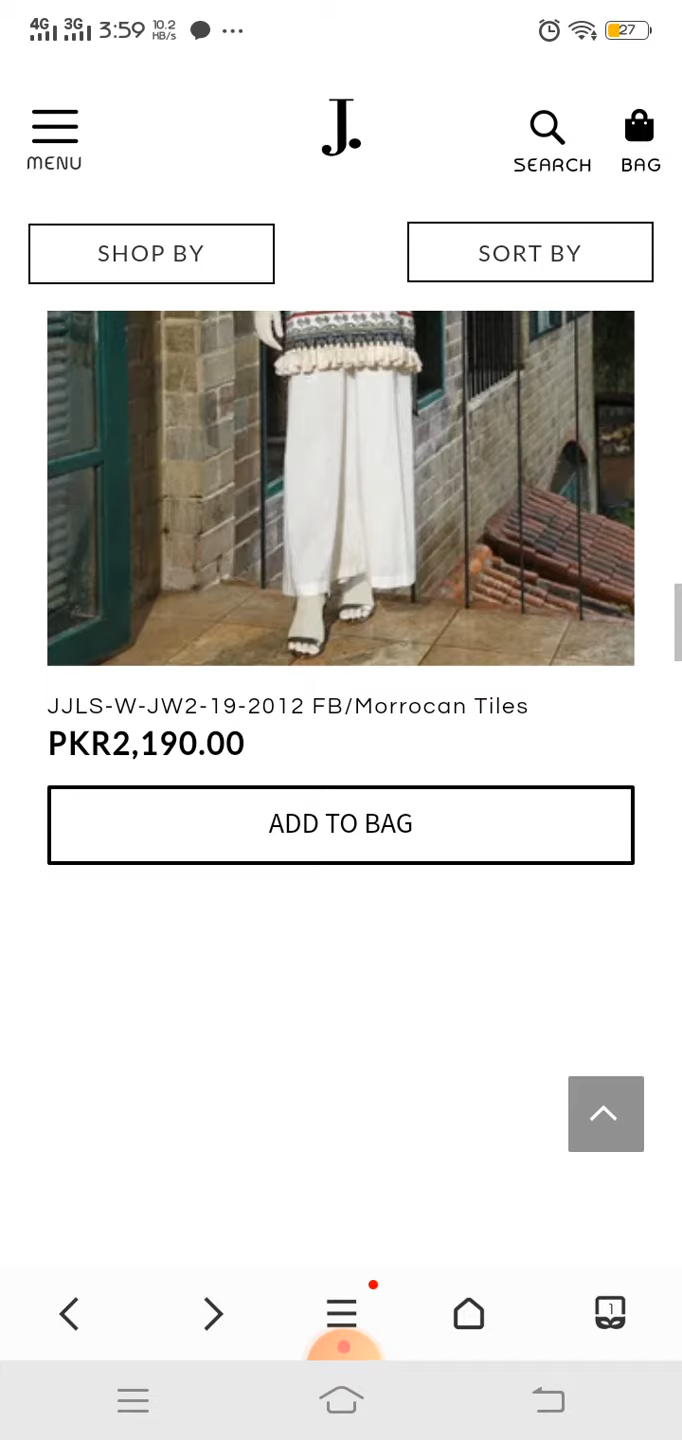 4G 3G 3:59 10.2 KB/s ... 27
J.
MENU
SEARCH BAG
SHOP BY SORT BY
JJLS-W-JW2-19-2012 FB/Morrocan Tiles
PKR2,190.00
ADD TO BAG
1